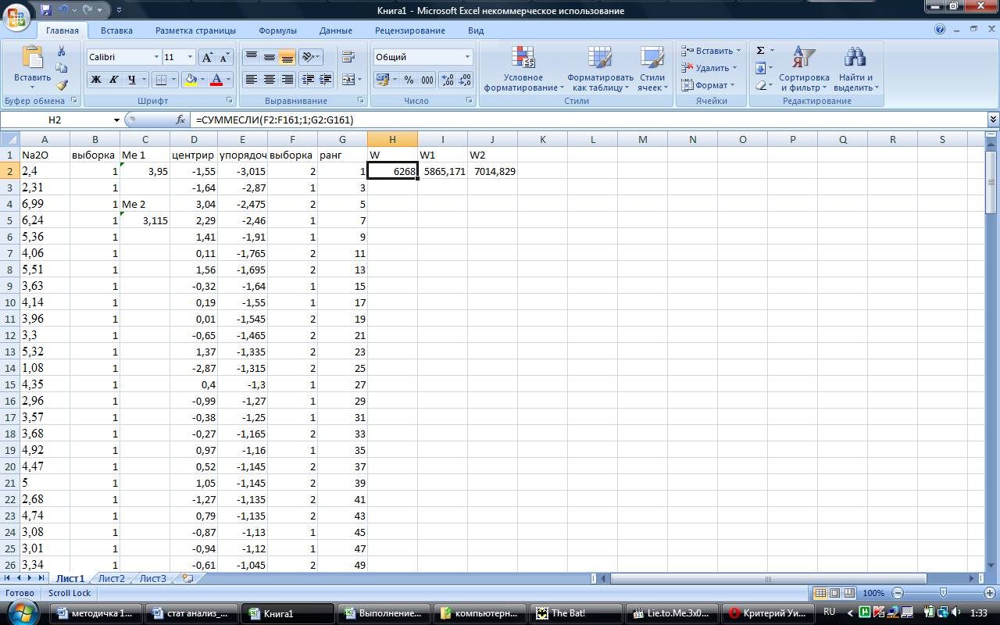 Книга1 - Microsoft Excel некоммерческое использование
Главная Вставка Разметка страницы Формулы Данные Рецензирование Вид
Calibri 11 Общий
Вставить Ж К Ч % 000 Условное форматирование Форматировать как таблицу Стили ячеек Вставить Удалить Формат Σ Сортировка и фильтр Найти и выделить
Буфер обмена Шрифт Выравнивание Число Стили Ячейки Редактирование
H2 fx =СУММЕСЛИ(F2:F161;1;G2:G161)
A B C D E F G H I J K L M N O P Q R S
1 Na2O выборка Me 1 центрир упорядоч выборка ранг W W1 W2
2 2,4 1 3,95 -1,55 -3,015 2 1 6268 5865,171 7014,829
3 2,31 1 -1,64 -2,87 1 3
4 6,99 1 Me 2 3,04 -2,475 2 5
5 6,24 1 3,115 2,29 -2,46 1 7
6 5,36 1 1,41 -1,91 1 9
7 4,06 1 0,11 -1,765 2 11
8 5,51 1 1,56 -1,695 2 13
9 3,63 1 -0,32 -1,64 1 15
10 4,14 1 0,19 -1,55 1 17
11 3,96 1 0,01 -1,545 2 19
12 3,3 1 -0,65 -1,465 2 21
13 5,32 1 1,37 -1,335 2 23
14 1,08 1 -2,87 -1,315 2 25
15 4,35 1 0,4 -1,3 1 27
16 2,96 1 -0,99 -1,27 1 29
17 3,57 1 -0,38 -1,25 1 31
18 3,68 1 -0,27 -1,165 2 33
19 4,92 1 0,97 -1,16 1 35
20 4,47 1 0,52 -1,145 2 37
21 5 1 1,05 -1,145 2 39
22 2,68 1 -1,27 -1,135 2 41
23 4,74 1 0,79 -1,135 2 43
24 3,08 1 -0,87 -1,13 1 45
25 3,01 1 -0,94 -1,12 1 47
26 3,34 1 -0,61 -1,045 2 49
Лист1 Лист2 Лист3
Готово Scroll Lock 100%
методичка 1... стат анализ_... Книга1 Выполнение... компьютерн... The Bat! Lie.to.Me.3x0... Критерий Уи... RU 1:33